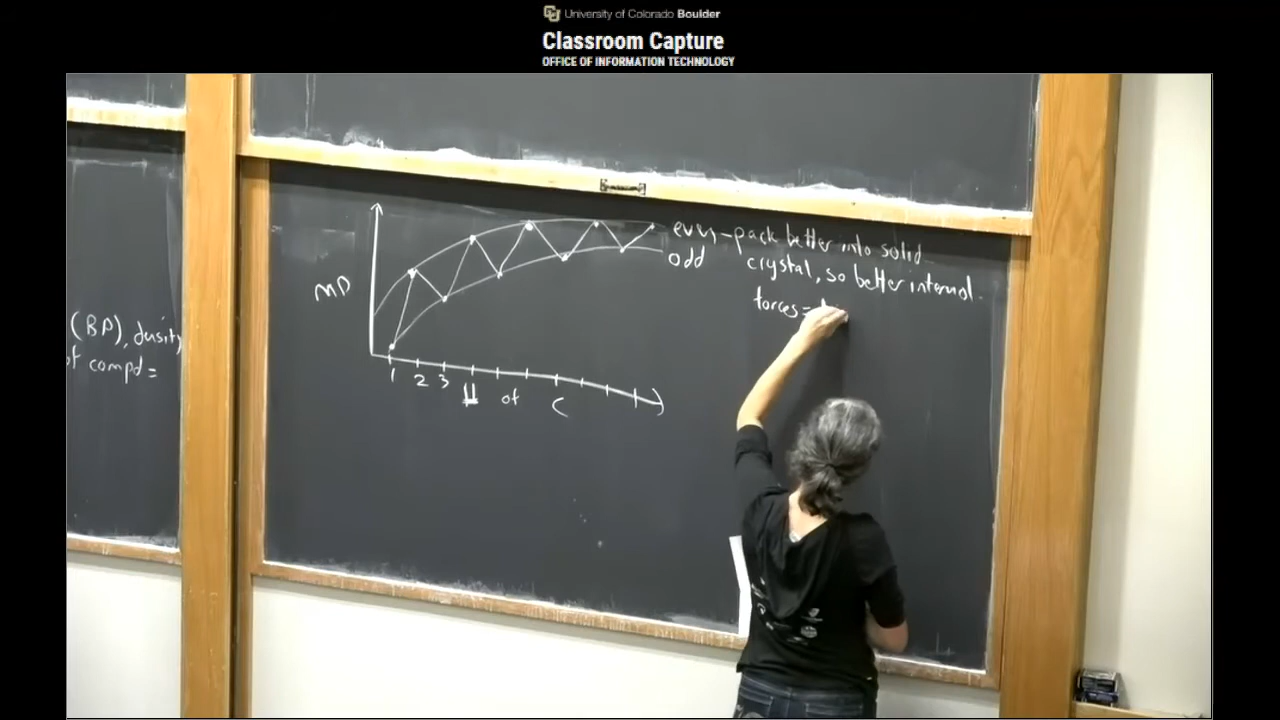 University of Colorado Boulder
Classroom Capture
OFFICE OF INFORMATION TECHNOLOGY
(BP), density
of compd =
MP
1 2 3
# of C
even - pack better into solid
odd crystal, so better intermol.
forces =